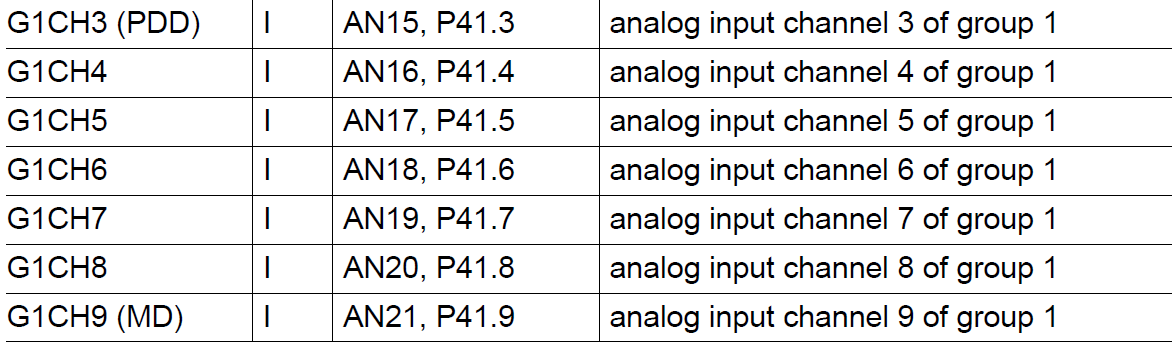 G1CH3 (PDD) I AN15, P41.3 analog input channel 3 of group 1
G1CH4 I AN16, P41.4 analog input channel 4 of group 1
G1CH5 I AN17, P41.5 analog input channel 5 of group 1
G1CH6 I AN18, P41.6 analog input channel 6 of group 1
G1CH7 I AN19, P41.7 analog input channel 7 of group 1
G1CH8 I AN20, P41.8 analog input channel 8 of group 1
G1CH9 (MD) I AN21, P41.9 analog input channel 9 of group 1